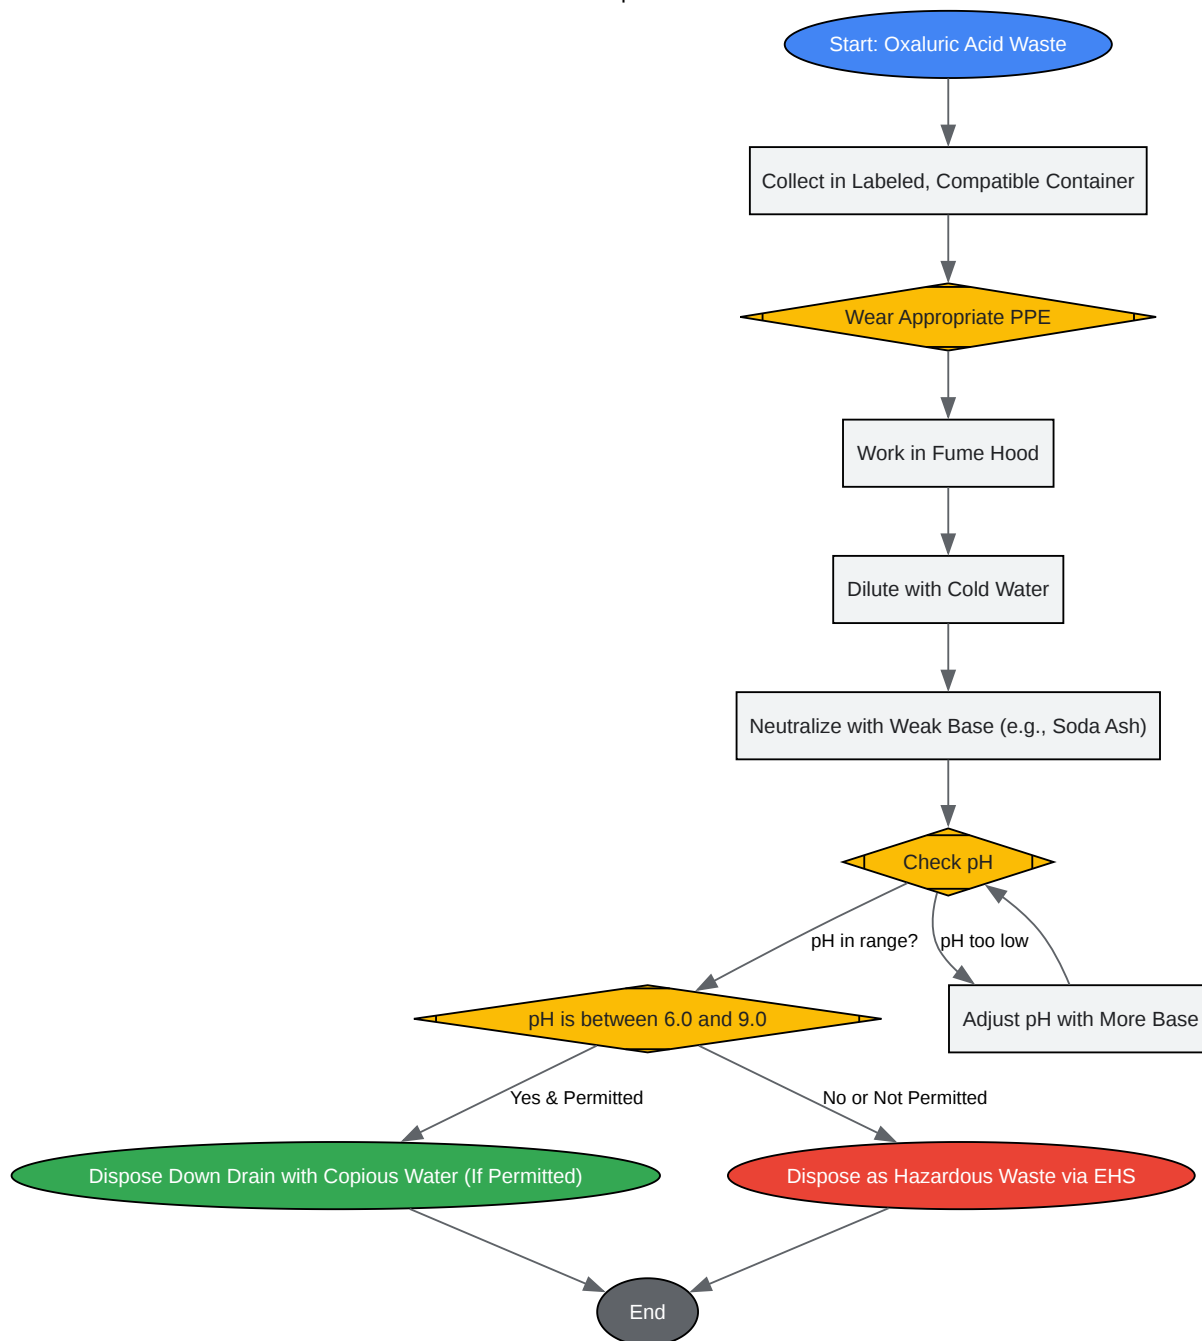 Start: Oxaluric Acid Waste
Collect in Labeled, Compatible Container
Wear Appropriate PPE
Work in Fume Hood
Dilute with Cold Water
Neutralize with Weak Base (e.g., Soda Ash)
Check pH
pH in range?
pH too low
pH is between 6.0 and 9.0
Adjust pH with More Base
Yes & Permitted
No or Not Permitted
Dispose Down Drain with Copious Water (If Permitted)
Dispose as Hazardous Waste via EHS
End